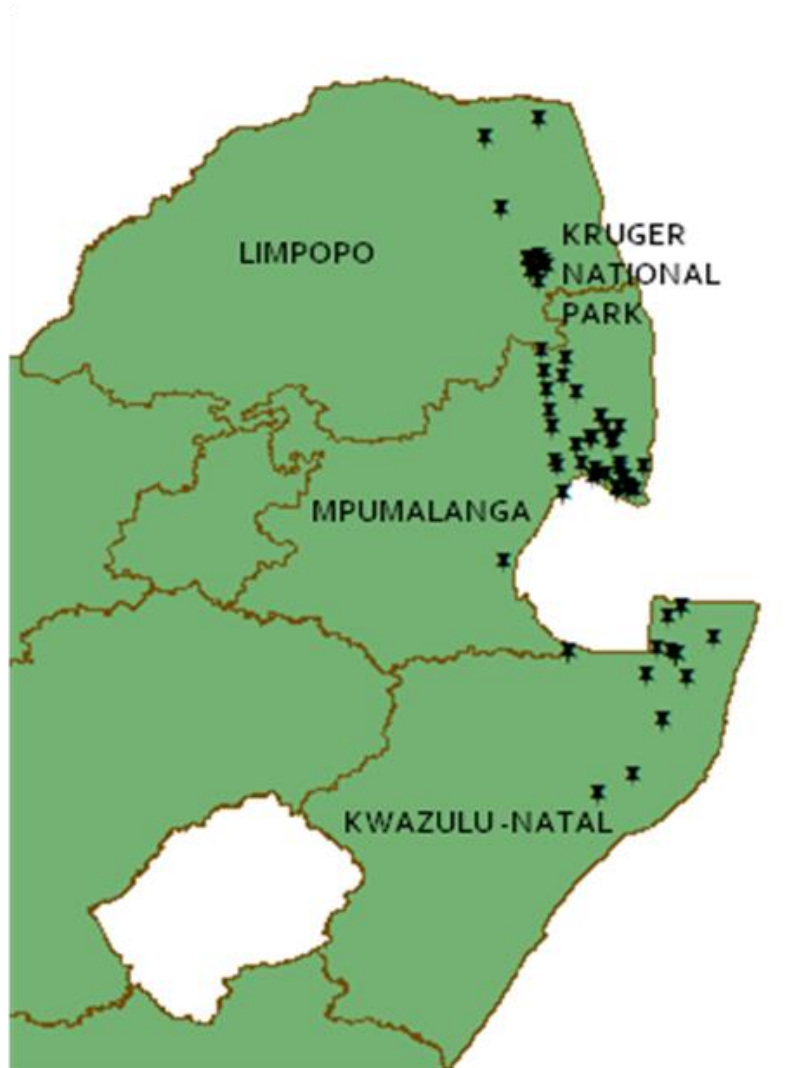 LIMPOPO
KRUGER
NATIONAL
PARK
MPUMALANGA
KWAZULU-NATAL